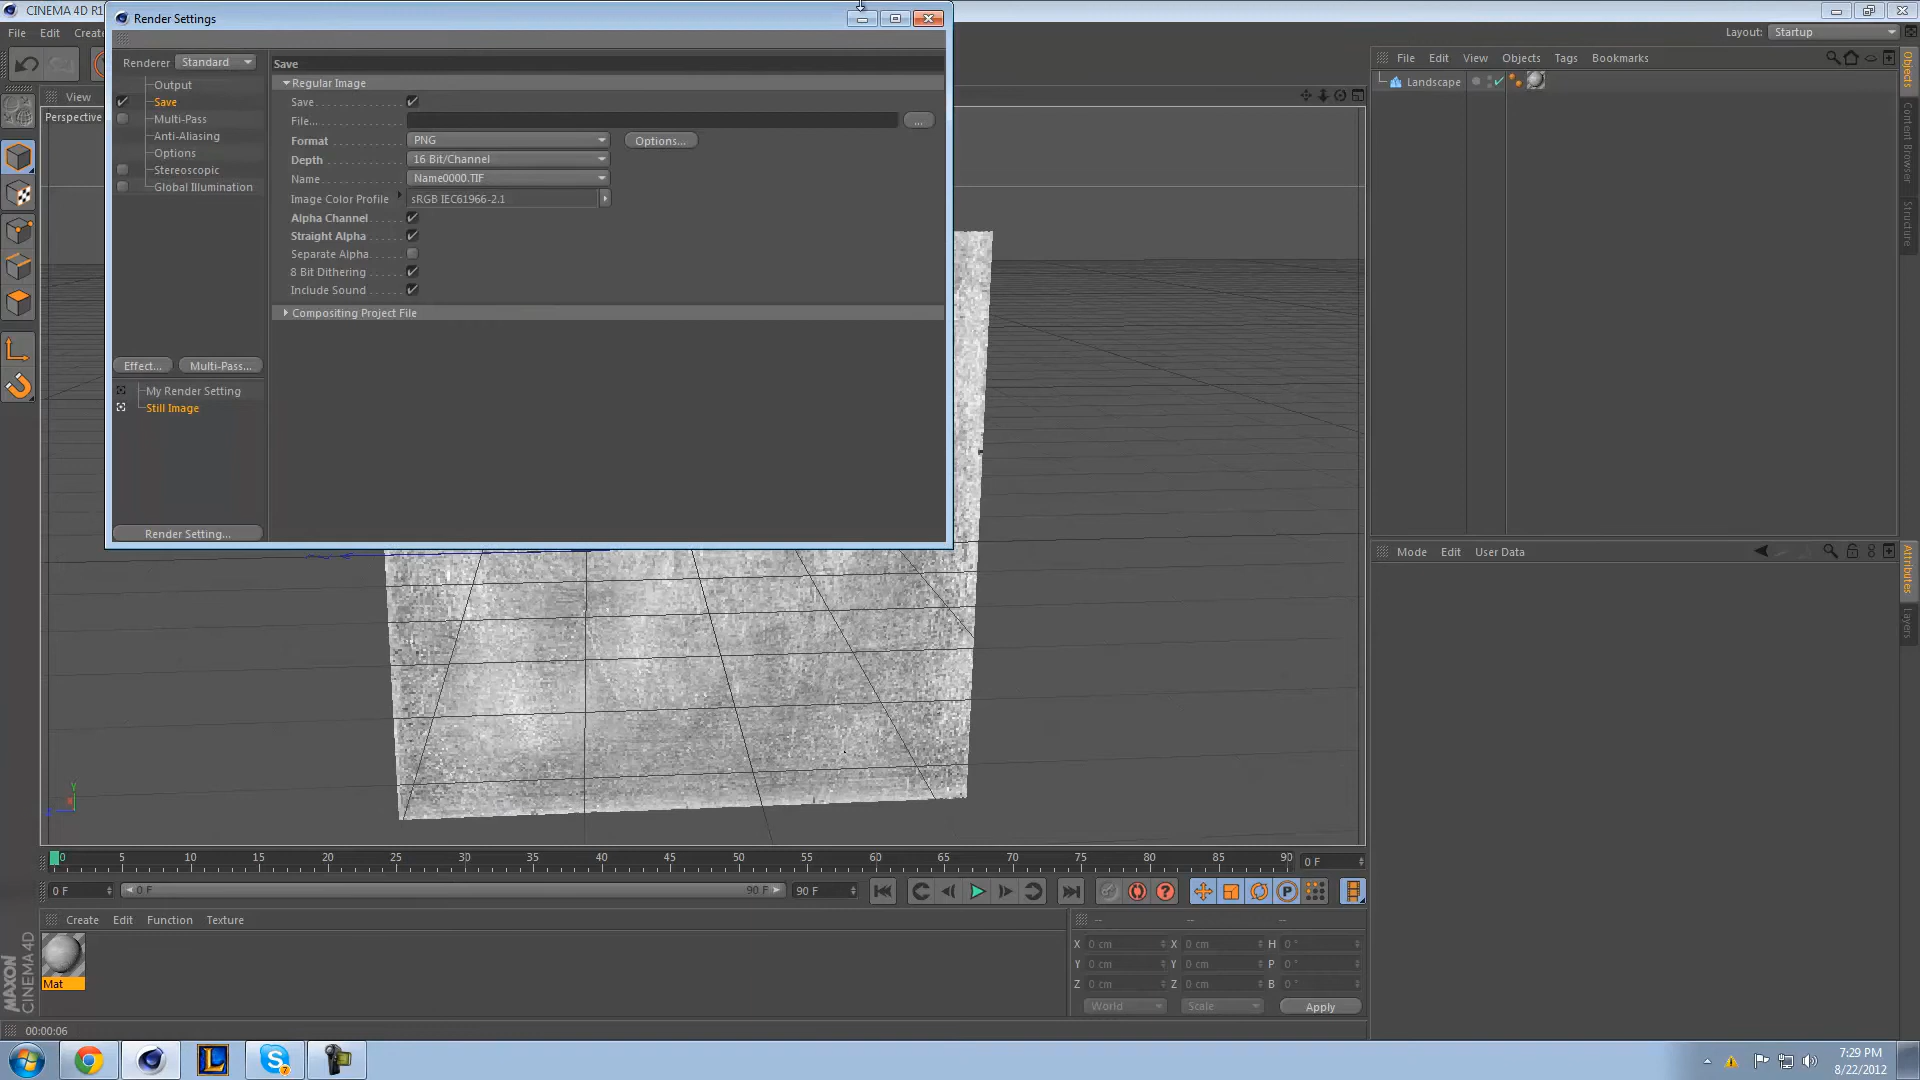 CINEMA 4D R1
Render Settings
File Edit Create
Layout: Startup
Renderer Standard
Save
File Edit View Objects Tags Bookmarks
Output
Regular Image
Landscape
Objects
Save
Save
View
File...
...
Perspective
Multi-Pass
Anti-Aliasing
Format PNG Options...
Content Browser
Options
Depth 16 Bit/Channel
Stereoscopic
Name Name0000.TIF
Global Illumination
Image Color Profile sRGB IEC61966-2.1
Structure
Alpha Channel
Straight Alpha
Separate Alpha
8 Bit Dithering
Include Sound
Compositing Project File
Effect... Multi-Pass...
My Render Setting
Still Image
Render Setting...
Mode Edit User Data
Attributes
Layers
Y
0 5 10 15 20 25 30 35 40 45 50 55 60 65 70 75 80 85 90 0 F
0 F 0 F 90 F 90 F
Create Edit Function Texture
-- -- --
X 0 cm X 0 cm H 0 °
Y 0 cm Y 0 cm P 0 °
Z 0 cm Z 0 cm B 0 °
World Scale Apply
Mat
MAXON
CINEMA 4D
00:00:06
7:29 PM
8/22/2012